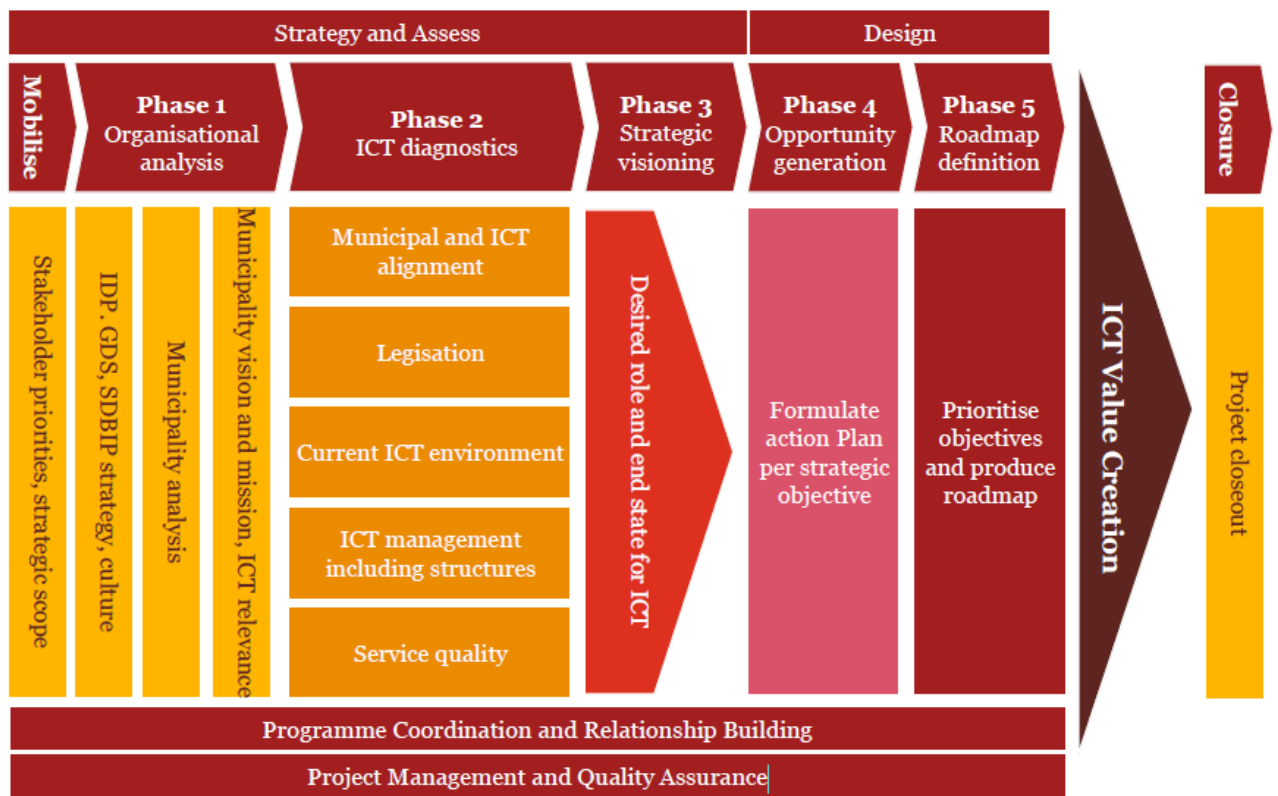 Strategy and Assess
Design
Mobilise
Phase 1
Organisational
analysis
Phase 2
ICT diagnostics
Phase 3
Strategic
visioning
Phase 4
Opportunity
generation
Phase 5
Roadmap
definition
Closure
Stakeholder priorities, strategic scope
IDP. GDS, SDBIP strategy, culture
Municipality analysis
Municipality vision and mission, ICT relevance
Municipal and ICT
alignment
Legisation
Current ICT environment
ICT management
including structures
Service quality
Desired role and end state for ICT
Formulate
action Plan
per strategic
objective
Prioritise
objectives
and produce
roadmap
ICT Value Creation
Project closeout
Programme Coordination and Relationship Building
Project Management and Quality Assurance